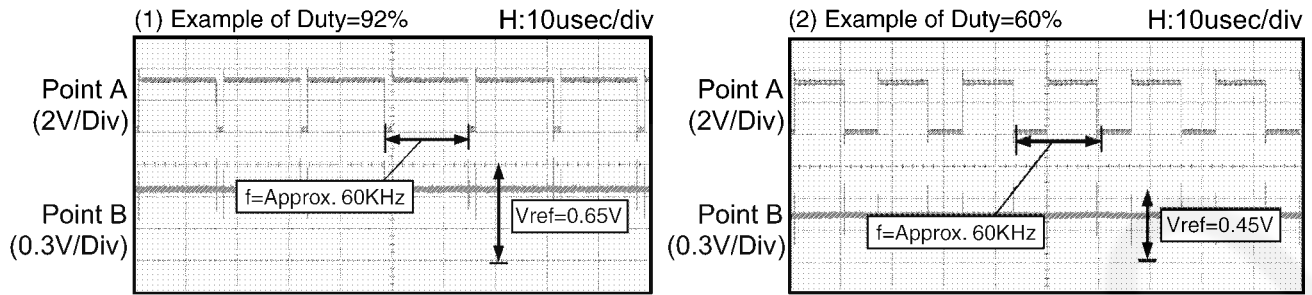 (1) Example of Duty=92% H:10usec/div
Point A
(2V/Div)
f=Approx. 60KHz
Vref=0.65V
Point B
(0.3V/Div)
(2) Example of Duty=60% H:10usec/div
Point A
(2V/Div)
f=Approx. 60KHz
Vref=0.45V
Point B
(0.3V/Div)